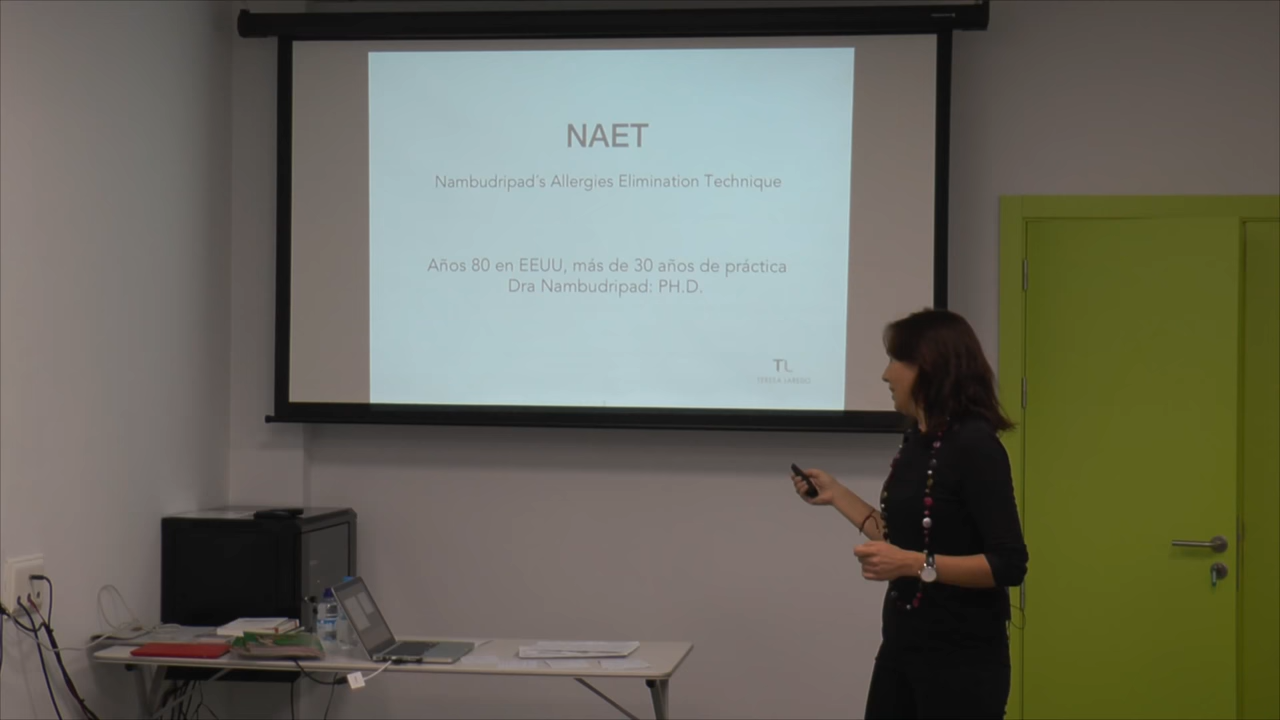 NAET
Nambudripad´s Allergies Elimination Technique
Años 80 en EEUU, más de 30 años de práctica
Dra Nambudripad: PH.D.
TL